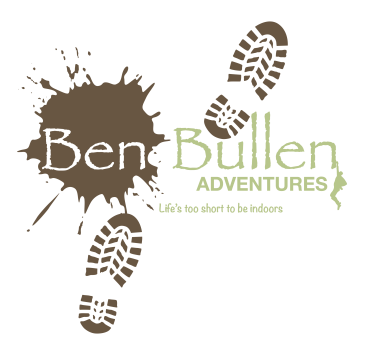 Ben Bullen
ADVENTURES
Life's too short to be indoors